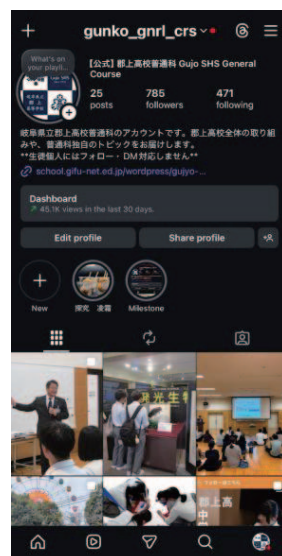 gunko_gnrl_crs
What's on
your playli...
【公式】郡上高校普通科 Gujo SHS General
Course
25
posts
785
followers
471
following
岐阜県立郡上高校普通科のアカウントです。郡上高校全体の取り組
みや、普通科独自のトピックをお届けします。
**生徒個人にはフォロー・DM対応しません**
school.gifu-net.ed.jp/wordpress/gujyo-...
Dashboard
45.1K views in the last 30 days.
Edit profile
Share profile
New
探究 凌霜
Milestone
発光生物
郡上高
中